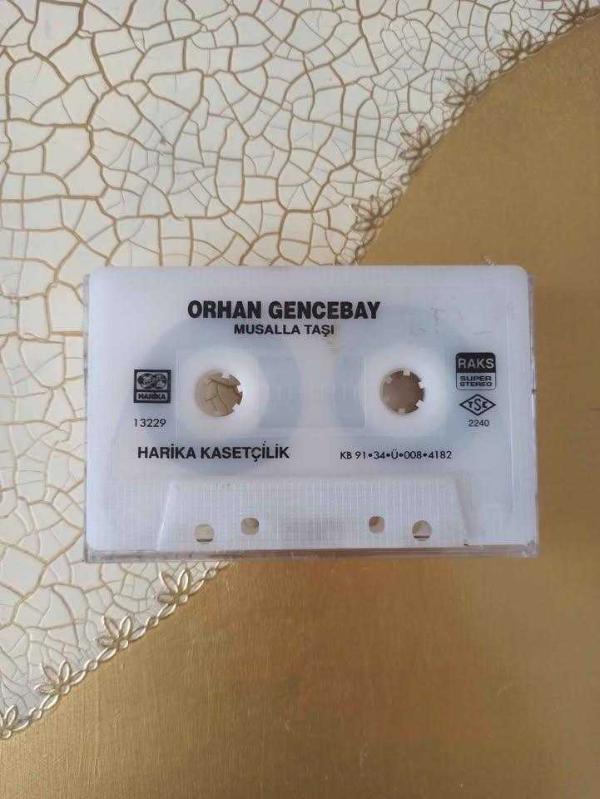 ORHAN GENCEBAY
MUSALLA TAŞI
RAKS
SUPER
STEREO
HARİKA
TSE
13229
2240
HARİKA KASETÇİLİK
KB 91•34•Ü•008•4182